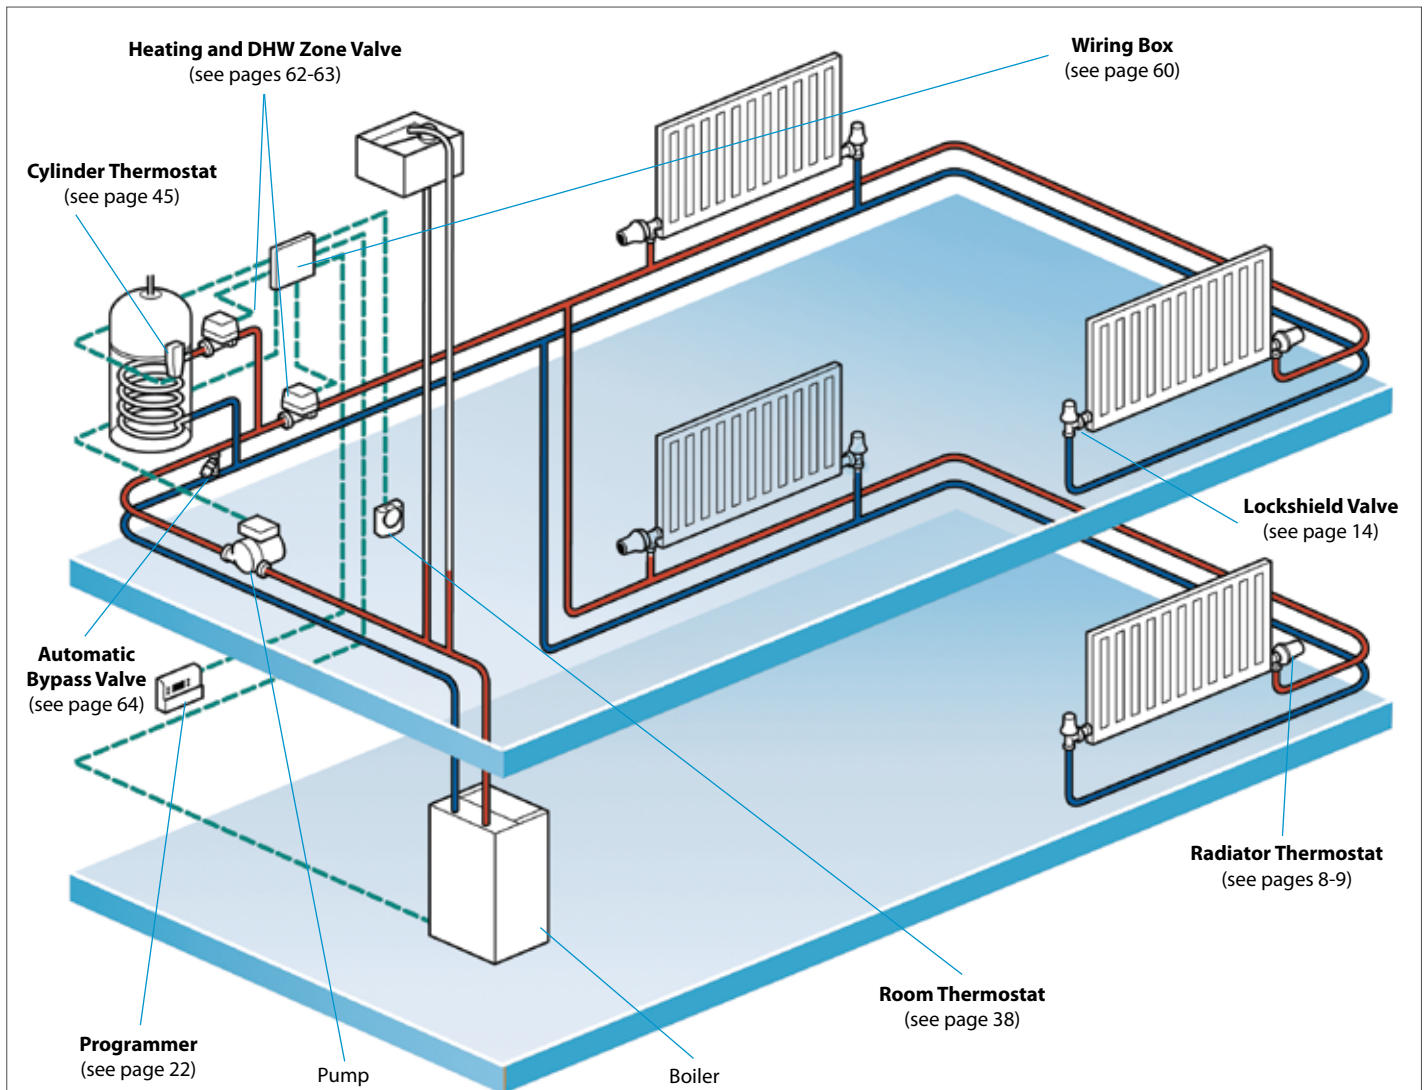 Heating and DHW Zone Valve
(see pages 62-63)
Wiring Box
(see page 60)
Cylinder Thermostat
(see page 45)
Lockshield Valve
(see page 14)
Automatic
Bypass Valve
(see page 64)
Radiator Thermostat
(see pages 8-9)
Room Thermostat
(see page 38)
Programmer
(see page 22)
Pump
Boiler